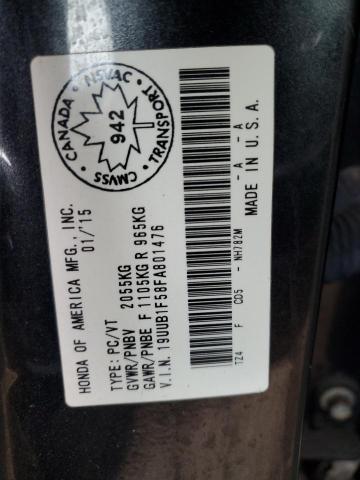 CANADA NSVAC TRANSPORT CMVSS
942
HONDA OF AMERICA MFG., INC.
01/'15
TYPE: PC/VT
GVWR/PNBV 2055KG
GAWR/PNBE F 1105KG R 965KG
V.I.N. 19UUB1F58FA801476
TZ4 F CD5 - NH782M - A - A
MADE IN U.S.A.